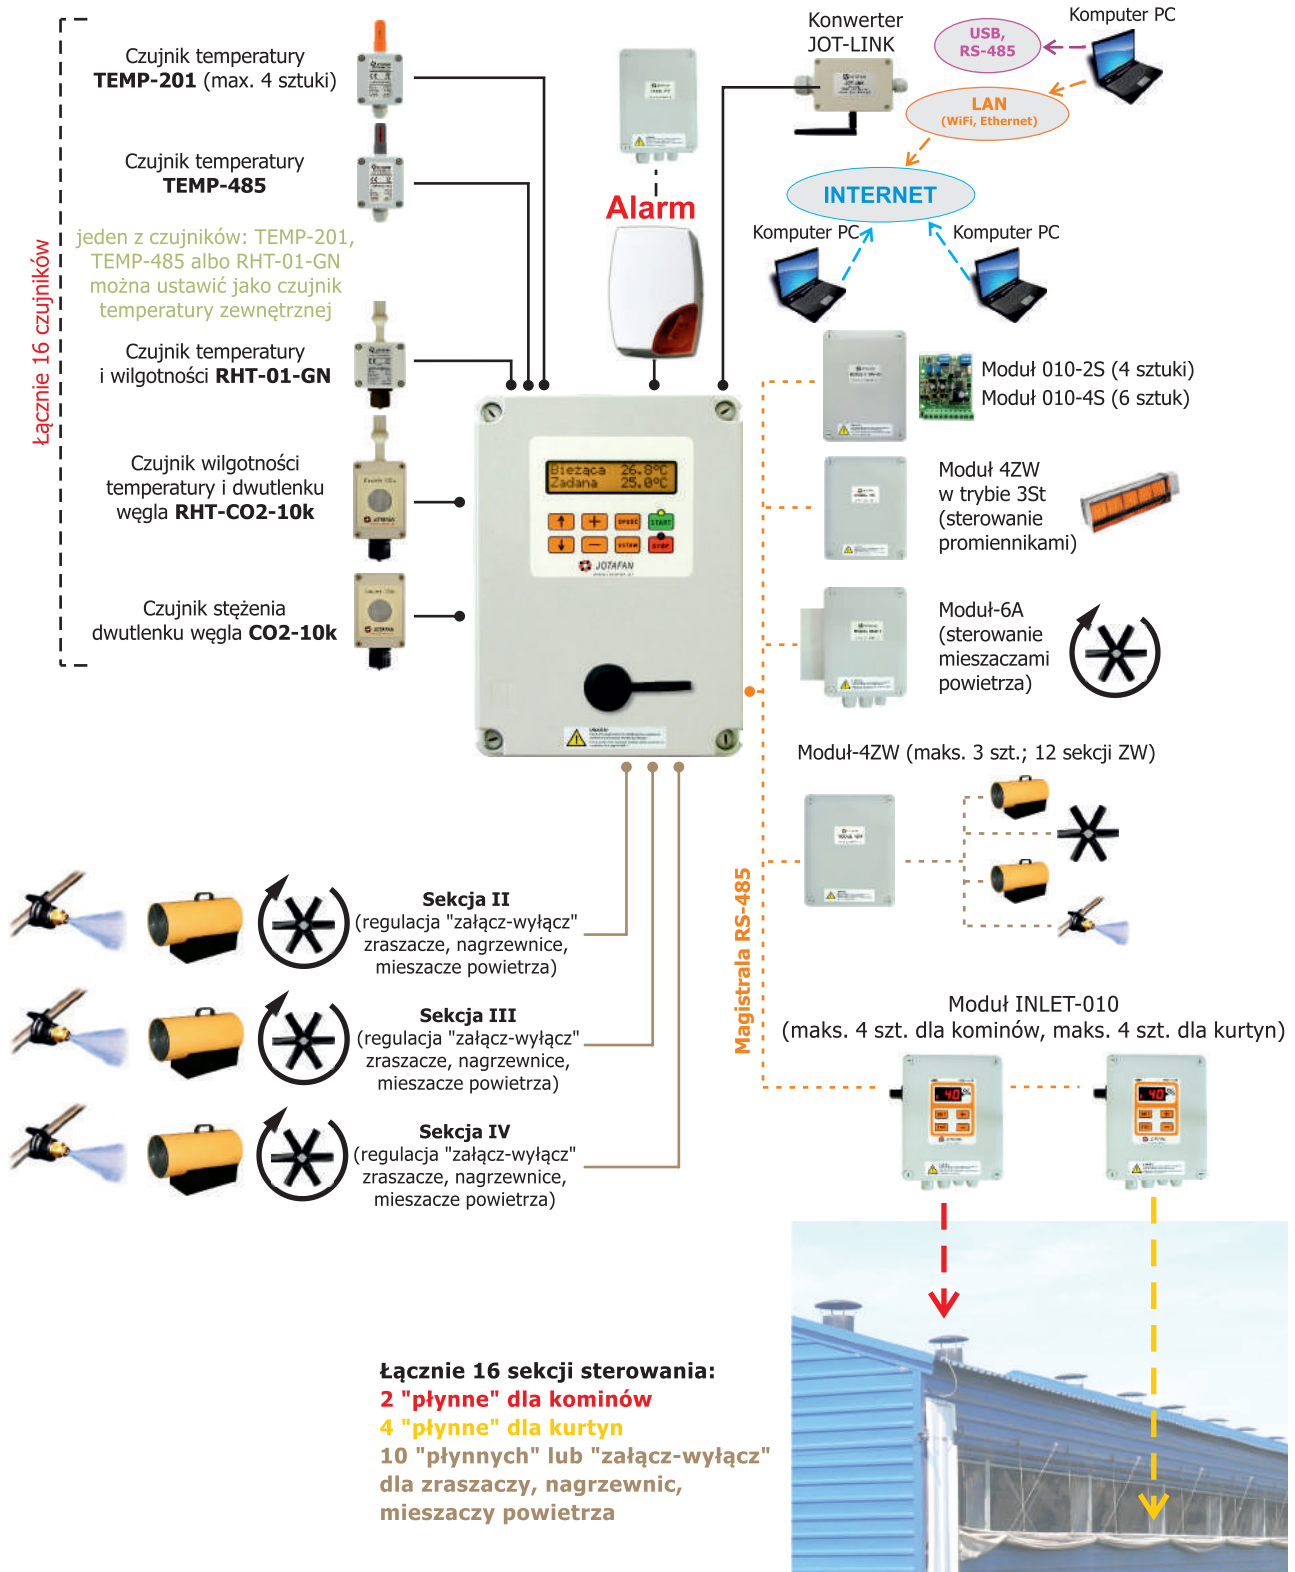 Czujnik temperatury
TEMP-201 (max. 4 sztuki)
Czujnik temperatury
TEMP-485
jeden z czujników: TEMP-201,
TEMP-485 albo RHT-01-GN
można ustawić jako czujnik
temperatury zewnętrznej
Łącznie 16 czujników
Czujnik temperatury
i wilgotności RHT-01-GN
Czujnik wilgotności
temperatury i dwutlenku
węgla RHT-CO2-10k
Czujnik stężenia
dwutlenku węgla CO2-10k
Alarm
Konwerter
JOT-LINK
USB,
RS-485
Komputer PC
LAN
(WiFi, Ethernet)
INTERNET
Komputer PC
Komputer PC
Bieżąca 26.8°C
Zadana 25.0°C
OPUŚĆ
START
USTAW
STOP
JOTAFAN
UWAGA!
Moduł 010-2S (4 sztuki)
Moduł 010-4S (6 sztuk)
Moduł 4ZW
w trybie 3St
(sterowanie
promiennikami)
Moduł-6A
(sterowanie
mieszaczami
powietrza)
Moduł-4ZW (maks. 3 szt.; 12 sekcji ZW)
Magistrala RS-485
Sekcja II
(regulacja "załącz-wyłącz"
zraszacze, nagrzewnice,
mieszacze powietrza)
Sekcja III
(regulacja "załącz-wyłącz"
zraszacze, nagrzewnice,
mieszacze powietrza)
Sekcja IV
(regulacja "załącz-wyłącz"
zraszacze, nagrzewnice,
mieszacze powietrza)
Moduł INLET-010
(maks. 4 szt. dla kominów, maks. 4 szt. dla kurtyn)
40 %
40 %
Łącznie 16 sekcji sterowania:
2 "płynne" dla kominów
4 "płynne" dla kurtyn
10 "płynnych" lub "załącz-wyłącz"
dla zraszaczy, nagrzewnic,
mieszaczy powietrza